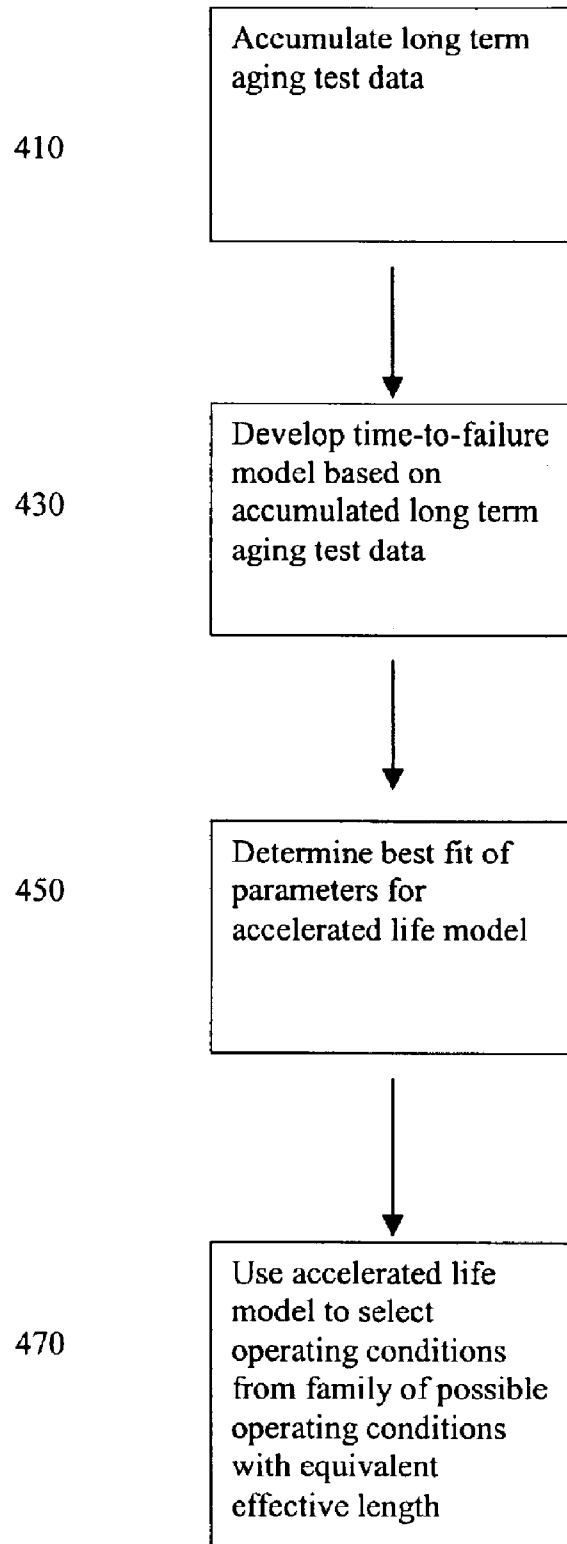 Accumulate long term
aging test data
410
Develop time-to-failure
model based on
430
accumulated long term
aging test data
Determine best fit of
450
parameters for
accelerated life model
Use accelerated life
model to select
470
operating conditions
from family of possible
operating conditions
with equivalent
effective length